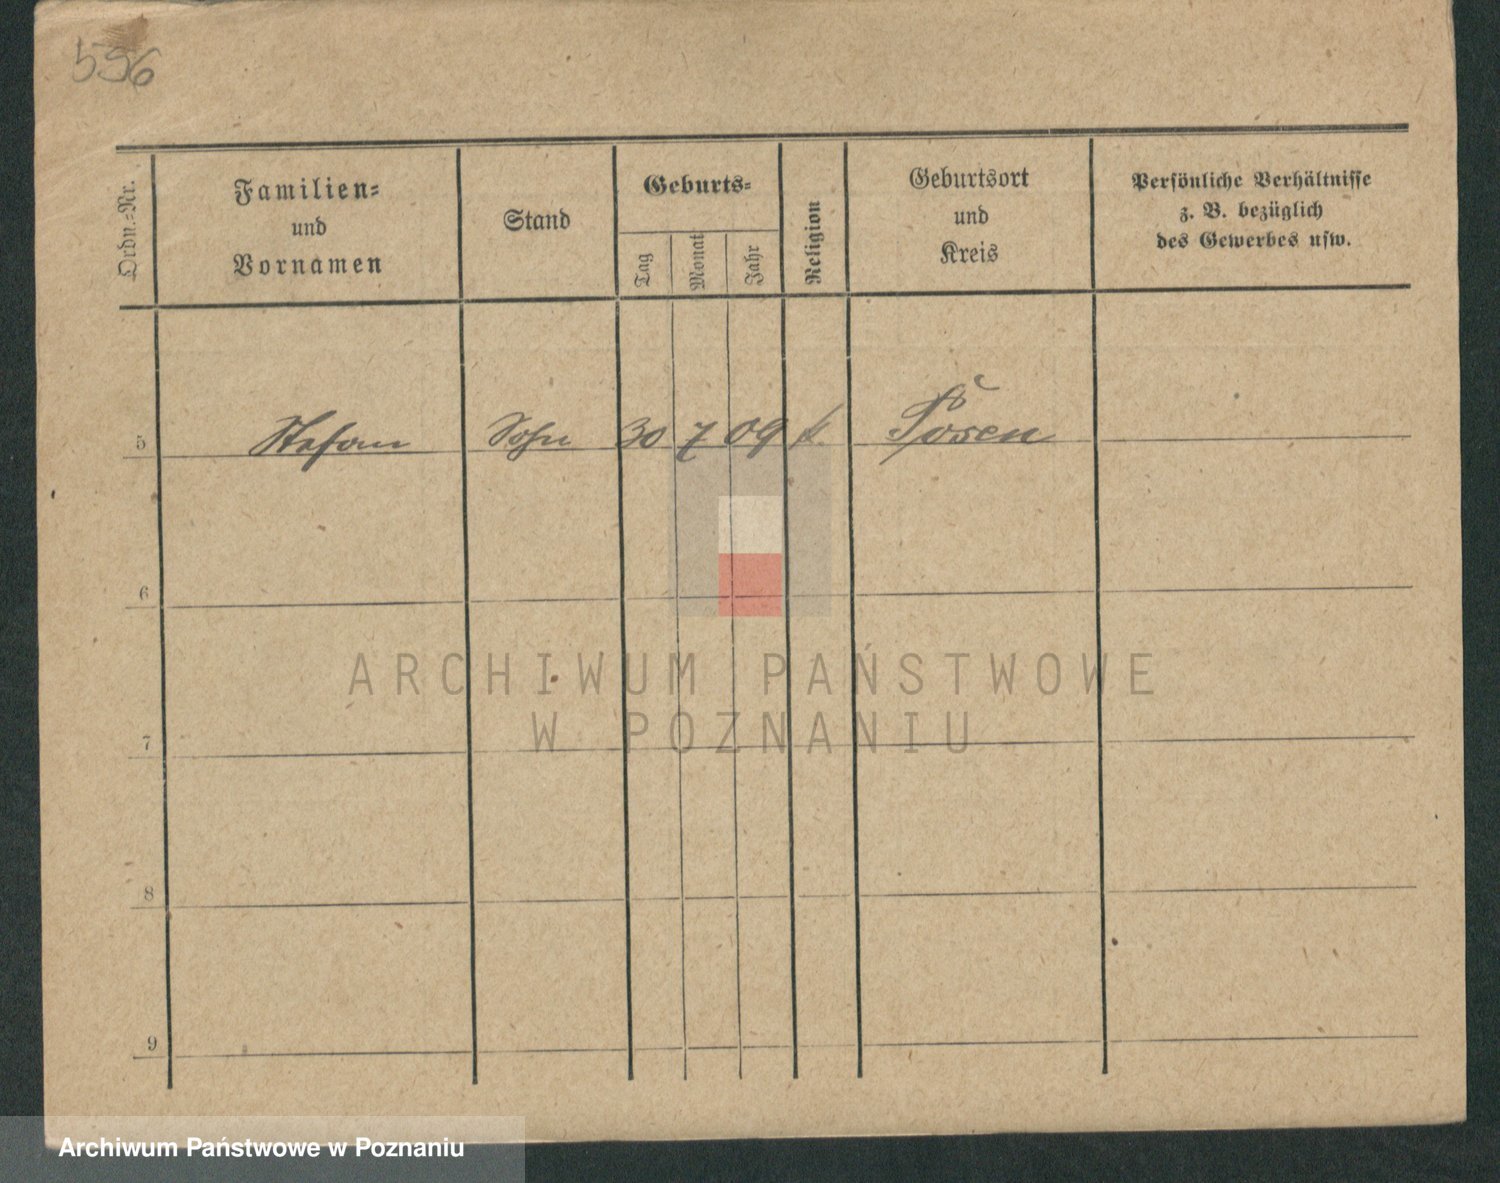 596
Ordn.=Nr.
Familien=
und
Vornamen
Stand
Geburts=
Tag
Monat
Jahr
Religion
Geburtsort
und
Kreis
Persönliche Verhältnisse
z. B. bezüglich
des Gewerbes usw.
5 Stefan Sohn 30 7 09 k. Posen
6
7
8
9
ARCHIWUM PAŃSTWOWE
W POZNANIU
Archiwum Państwowe w Poznaniu